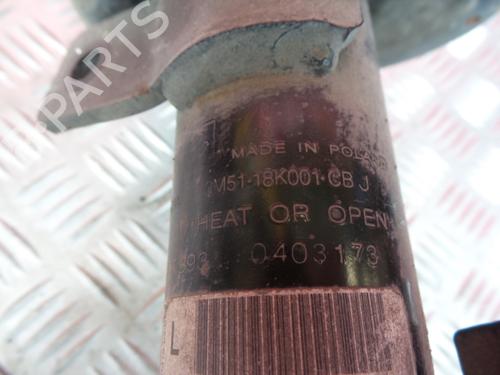 MADE IN POLAND
M51-18K001-CB J
HEAT OR OPEN
0403173
L
B-PARTS